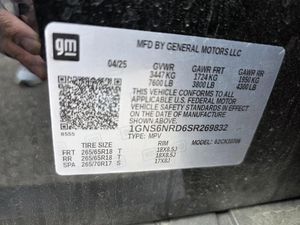 gm
MFD BY GENERAL MOTORS LLC
04/25
GVWR GAWR FRT GAWR RR
3447 KG 1724 KG 1950 KG
7600 LB 3800 LB 4300 LB
THIS VEHICLE CONFORMS TO ALL APPLICABLE
U.S. FEDERAL MOTOR
VEHICLE SAFETY STANDARDS IN EFFECT
ON THE DATE OF MANUFACTURE SHOWN ABOVE.
1GNS6NRD6SR269832
TYPE: MPV MODEL:
TIRE SIZE RIM
FRT 265/65R18 T 18X8.5J
RR 265/65R18 T 18X8.5J
SPA 265/70R17 S 17X8J